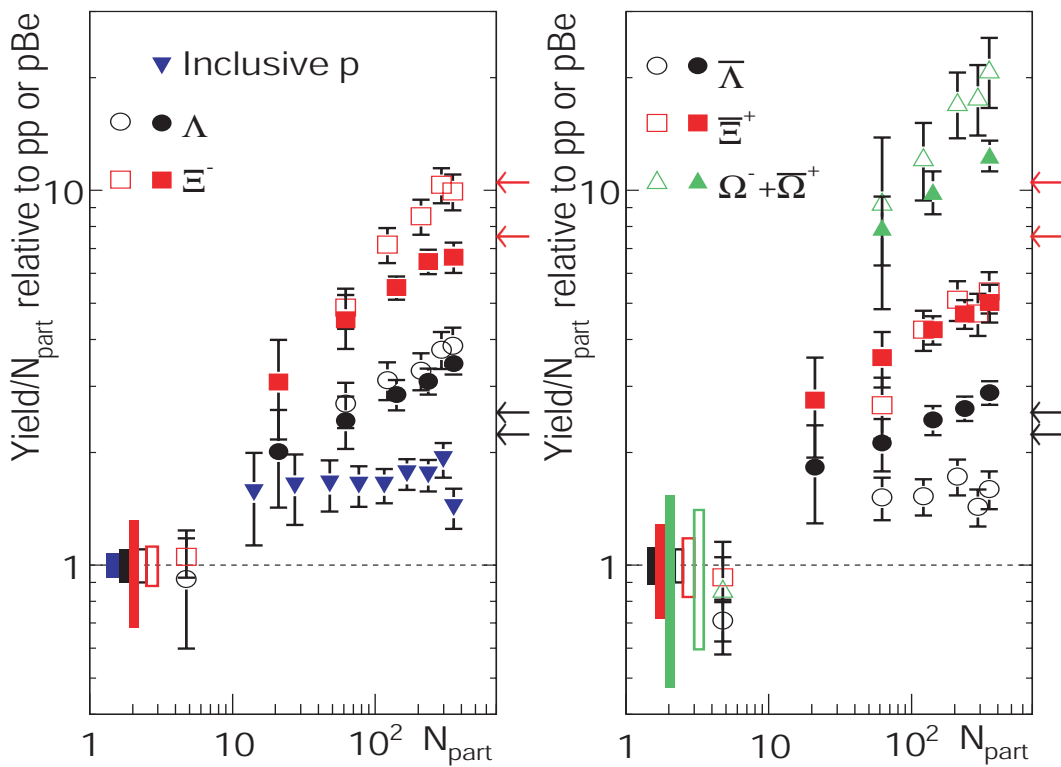 Yield/N_part relative to pp or pBe
Inclusive p
Λ
Ξ⁻
10
1
1
10
10²
N_part
Yield/N_part relative to pp or pBe
Λ̅
Ξ̅⁺
Ω⁻+Ω̅⁺
10
1
1
10
10²
N_part